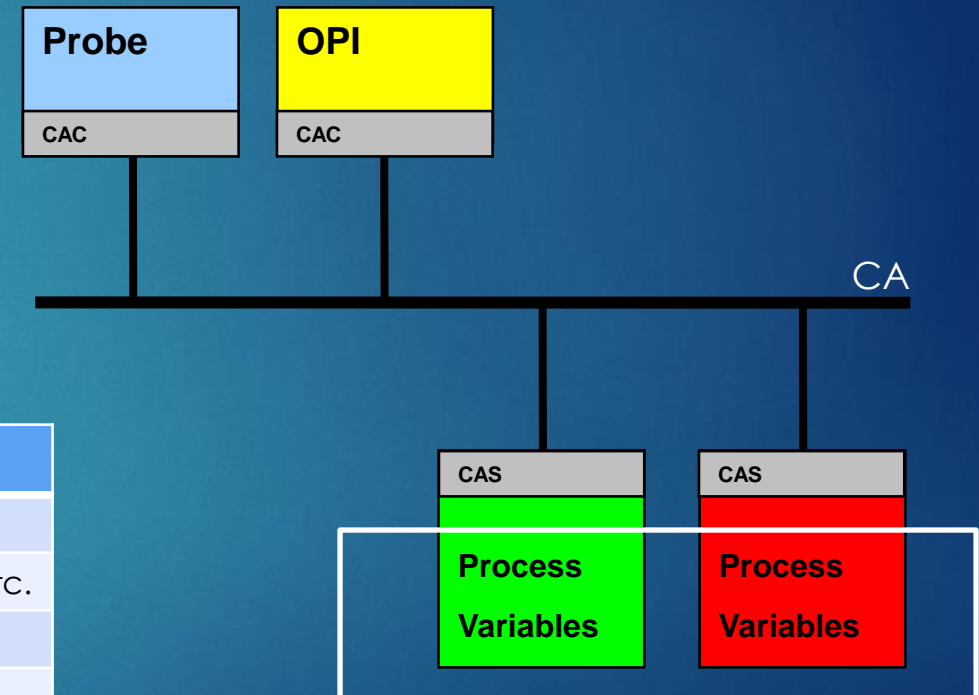 Probe
OPI
CAC
CAC
CA
CAS
CAS
Process
Variables
Process
Variables